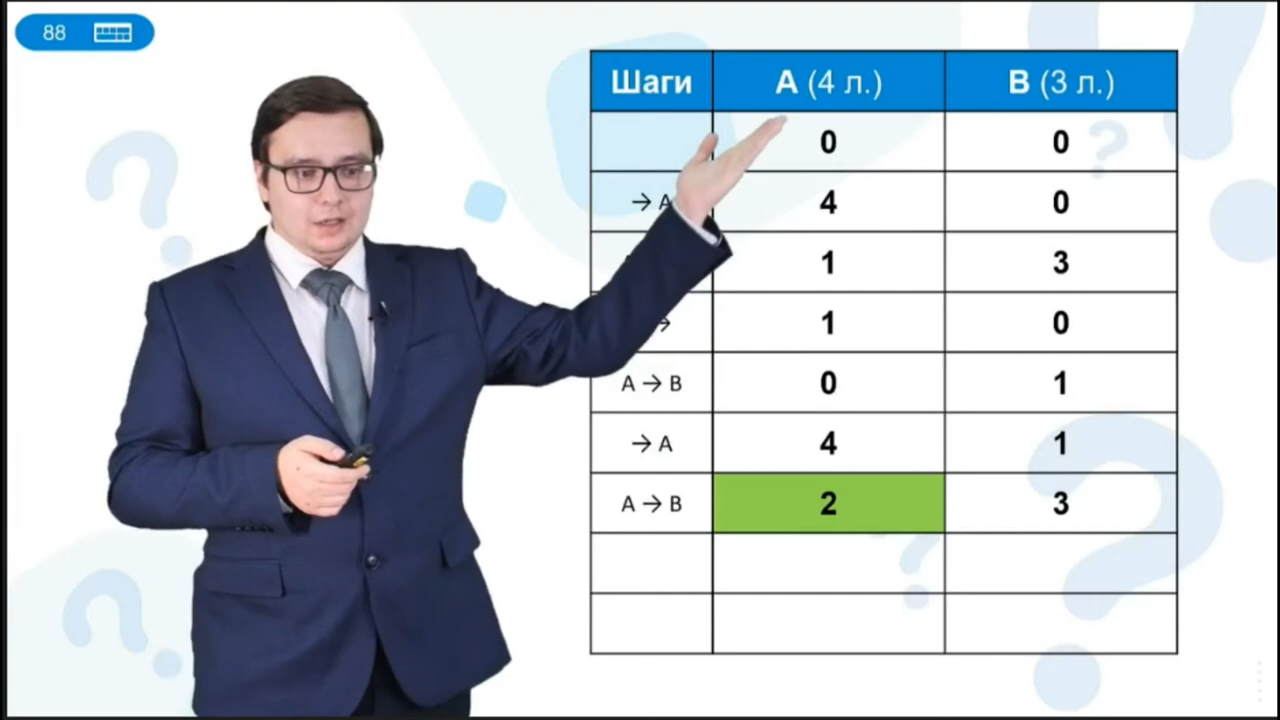 88
Шаги A (4 л.) B (3 л.)
0 0
→ A 4 0
1 3
1 0
A → B 0 1
→ A 4 1
A → B 2 3